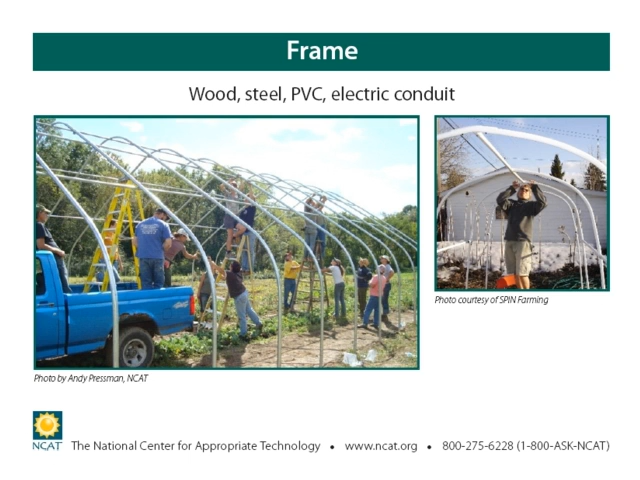 Frame
Wood, steel, PVC, electric conduit
Photo courtesy of SPIN Farming
Photo by Andy Pressman, NCAT
NCAT
The National Center for Appropriate Technology • www.ncat.org • 800-275-6228 (1-800-ASK-NCAT)